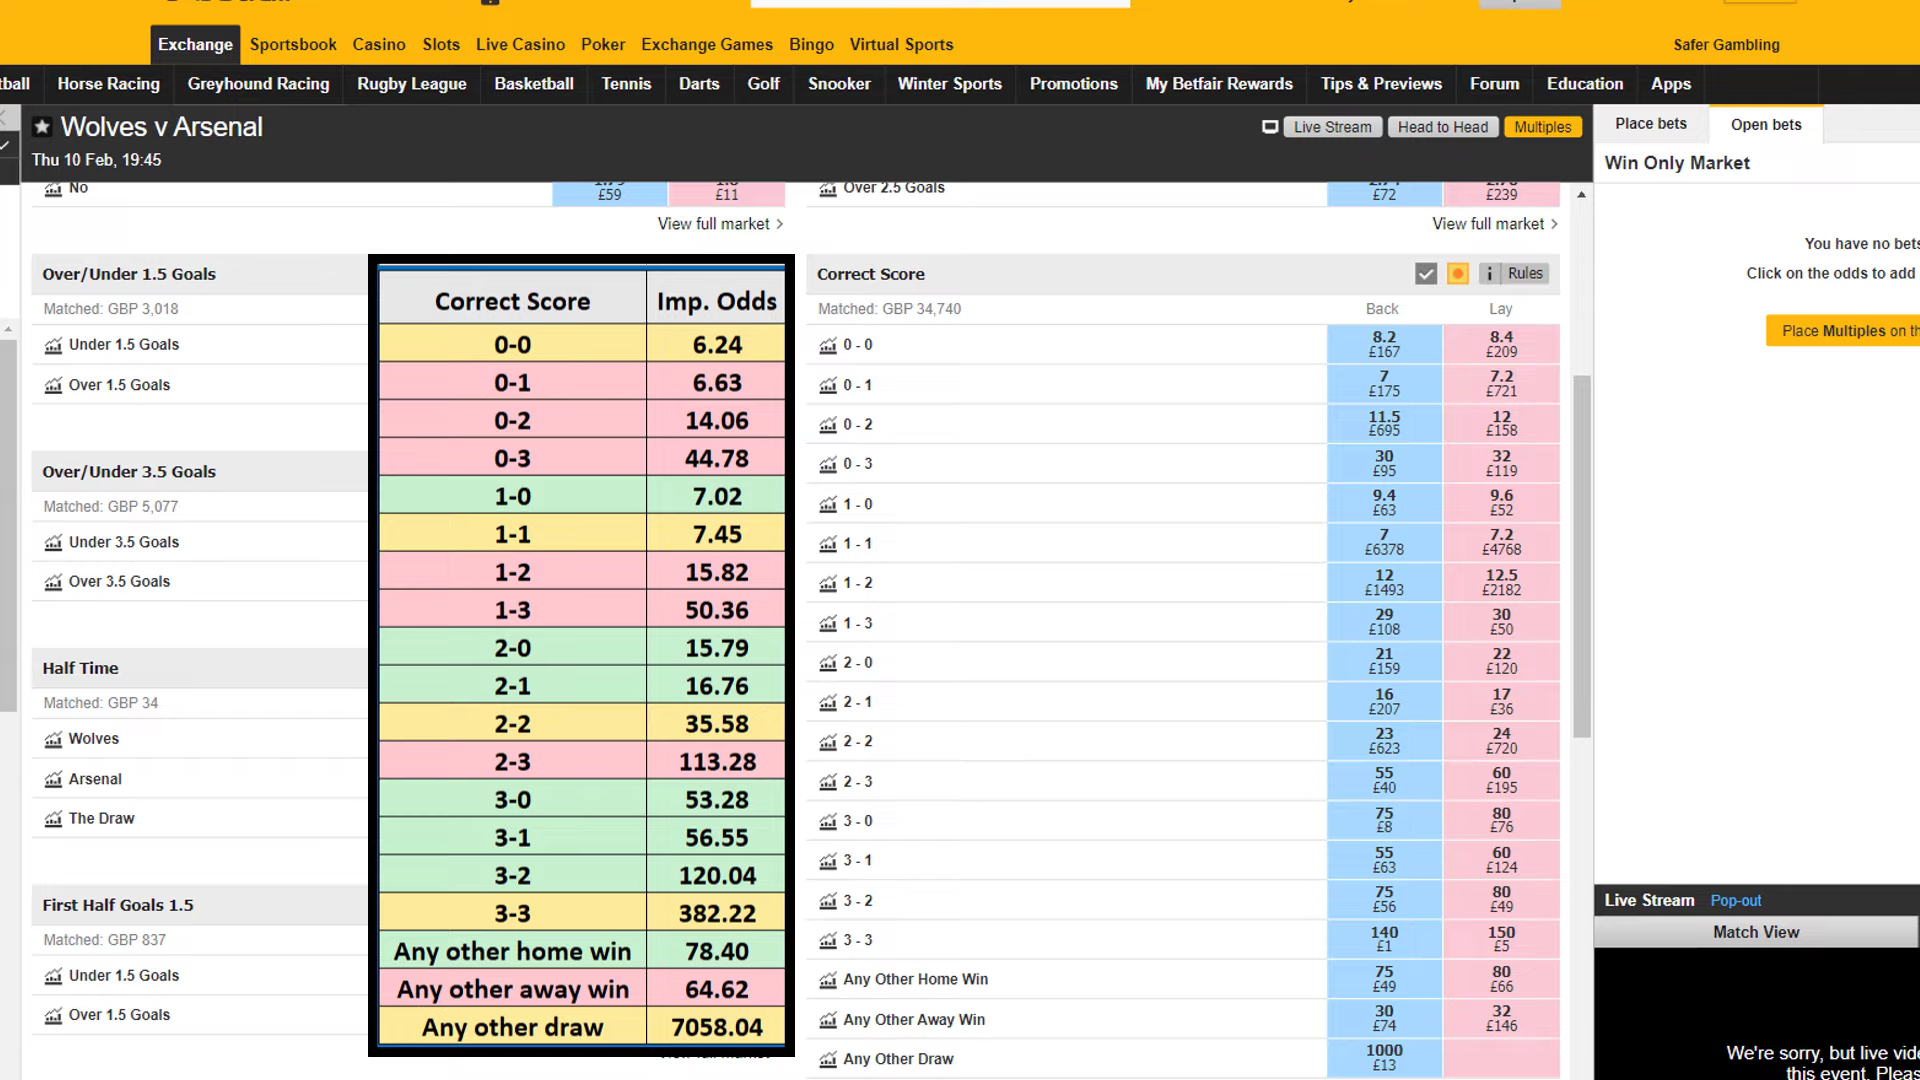 Exchange Sportsbook Casino Slots Live Casino Poker Exchange Games Bingo Virtual Sports Safer Gambling
tball Horse Racing Greyhound Racing Rugby League Basketball Tennis Darts Golf Snooker Winter Sports Promotions My Betfair Rewards Tips & Previews Forum Education Apps
Wolves v Arsenal Live Stream Head to Head Multiples
Thu 10 Feb, 19:45
No £59 £11
View full market
Over 2.5 Goals £72 £239
View full market
Over/Under 1.5 Goals
Matched: GBP 3,018
Under 1.5 Goals
Over 1.5 Goals
Over/Under 3.5 Goals
Matched: GBP 5,077
Under 3.5 Goals
Over 3.5 Goals
Half Time
Matched: GBP 34
Wolves
Arsenal
The Draw
First Half Goals 1.5
Matched: GBP 837
Under 1.5 Goals
Over 1.5 Goals
Correct Score Imp. Odds
0-0 6.24
0-1 6.63
0-2 14.06
0-3 44.78
1-0 7.02
1-1 7.45
1-2 15.82
1-3 50.36
2-0 15.79
2-1 16.76
2-2 35.58
2-3 113.28
3-0 53.28
3-1 56.55
3-2 120.04
3-3 382.22
Any other home win 78.40
Any other away win 64.62
Any other draw 7058.04
Correct Score i Rules
Matched: GBP 34,740 Back Lay
0 - 0 8.2 £167 8.4 £209
0 - 1 7 £175 7.2 £721
0 - 2 11.5 £695 12 £158
0 - 3 30 £95 32 £119
1 - 0 9.4 £63 9.6 £52
1 - 1 7 £6378 7.2 £4768
1 - 2 12 £1493 12.5 £2182
1 - 3 29 £108 30 £50
2 - 0 21 £159 22 £120
2 - 1 16 £207 17 £36
2 - 2 23 £623 24 £720
2 - 3 55 £40 60 £195
3 - 0 75 £8 80 £76
3 - 1 55 £63 60 £124
3 - 2 75 £56 80 £49
3 - 3 140 £1 150 £5
Any Other Home Win 75 £49 80 £66
Any Other Away Win 30 £74 32 £146
Any Other Draw 1000 £13
Place bets Open bets
Win Only Market
You have no bets
Click on the odds to add
Place Multiples on th
Live Stream Pop-out
Match View
We're sorry, but live vide
this event. Pleas